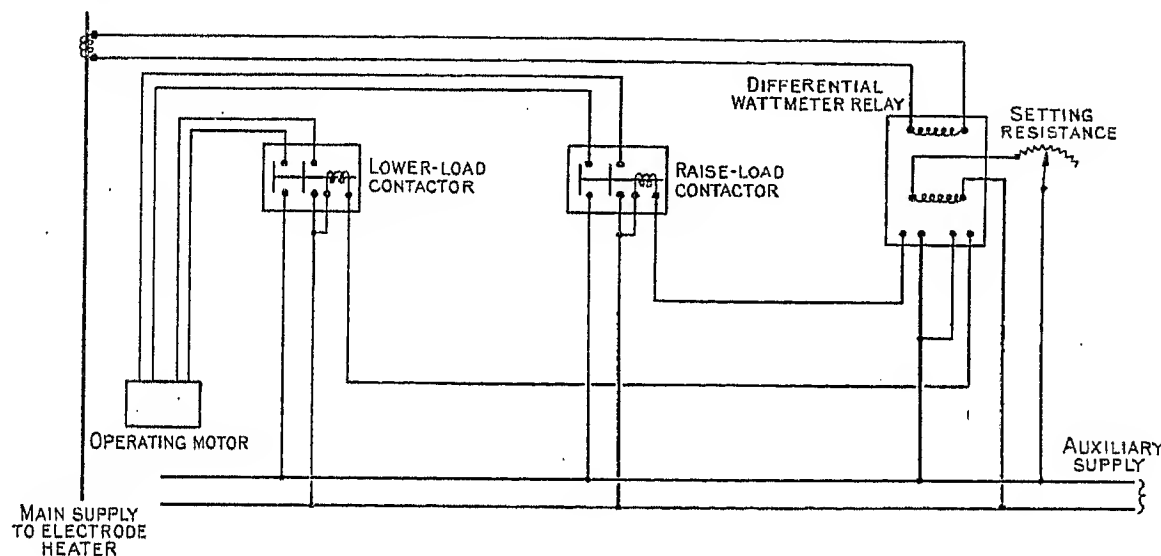 DIFFERENTIAL
WATTMETER RELAY
SETTING
RESISTANCE
LOWER-LOAD
CONTACTOR
RAISE-LOAD
CONTACTOR
OPERATING MOTOR
AUXILIARY
SUPPLY
MAIN SUPPLY
TO ELECTRODE
HEATER